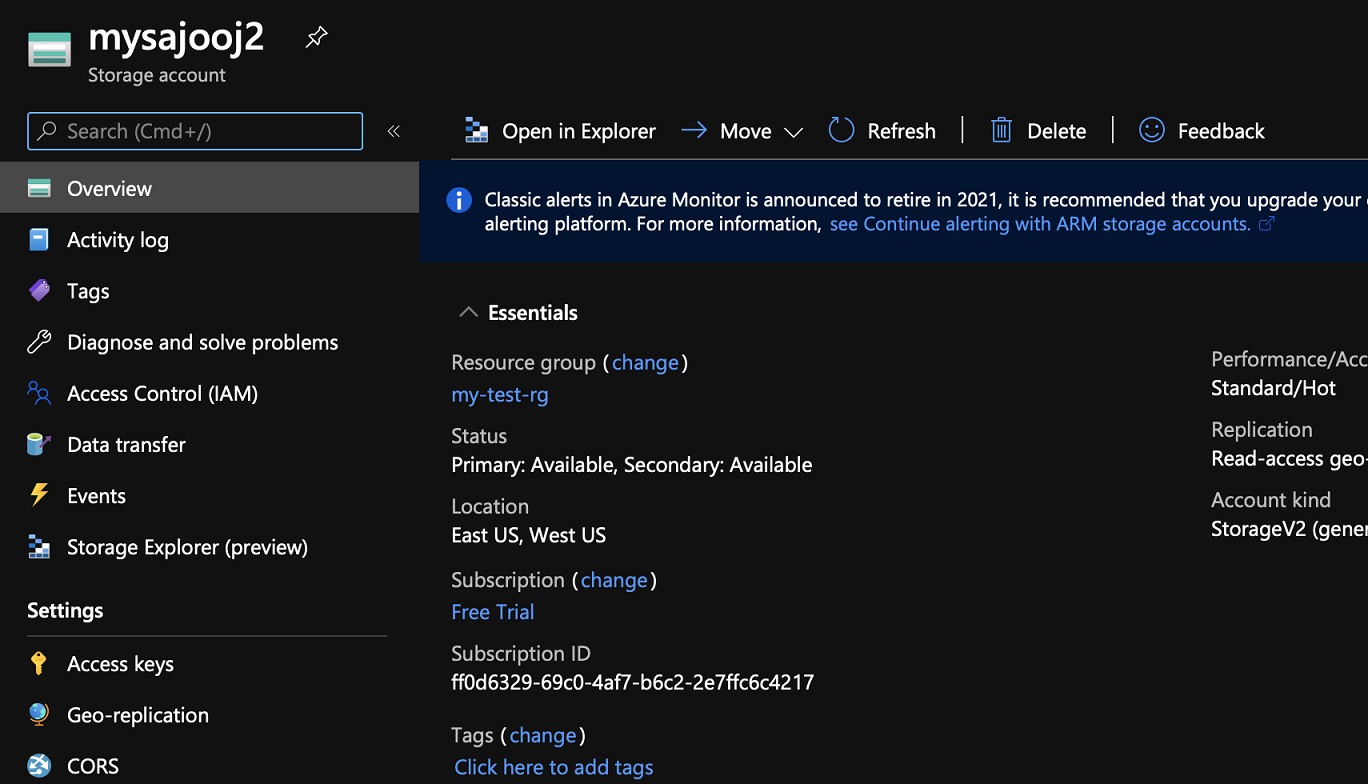 mysajooj2
Storage account
Search (Cmd+/)
«
Open in Explorer
Move
Refresh
Delete
Feedback
Overview
Activity log
Tags
Diagnose and solve problems
Access Control (IAM)
Data transfer
Events
Storage Explorer (preview)
Settings
Access keys
Geo-replication
CORS
Classic alerts in Azure Monitor is announced to retire in 2021, it is recommended that you upgrade your
alerting platform. For more information, see Continue alerting with ARM storage accounts.
Essentials
Resource group (change)
my-test-rg
Status
Primary: Available, Secondary: Available
Location
East US, West US
Subscription (change)
Free Trial
Subscription ID
ff0d6329-69c0-4af7-b6c2-2e7ffc6c4217
Tags (change)
Click here to add tags
Performance/Acc
Standard/Hot
Replication
Read-access geo-
Account kind
StorageV2 (gener